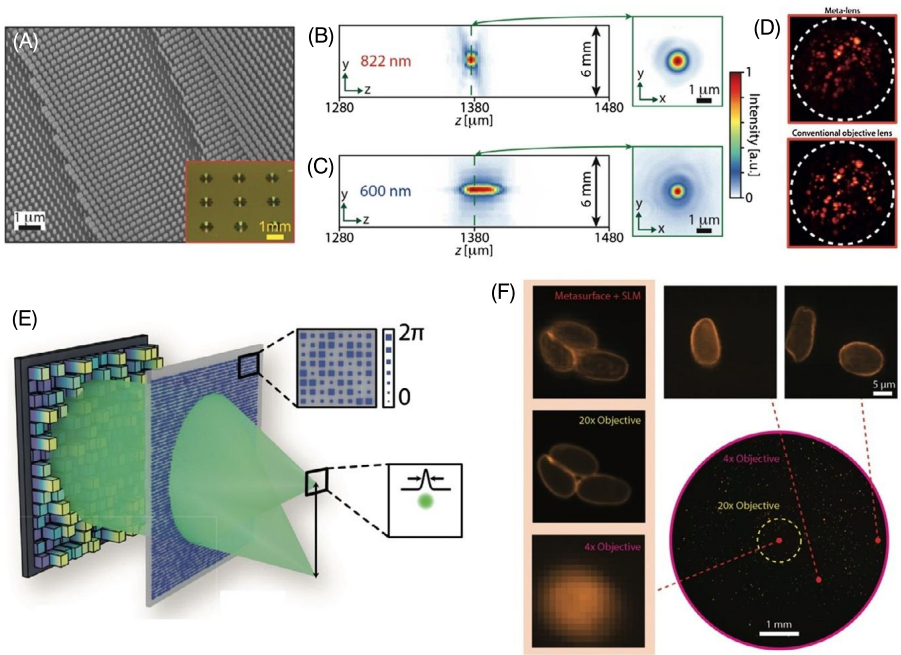 (A)
1 μm
1mm
(B)
822 nm
y
z
6 mm
1280
1380
1480
z [μm]
y
x
1 μm
(C)
600 nm
y
z
6 mm
1280
1380
1480
z [μm]
y
x
1 μm
1
Intensity [a.u.]
0
(D)
Meta-lens
Conventional objective lens
(E)
2π
0
(F)
Metasurface + SLM
20x Objective
4x Objective
5 μm
4x Objective
20x Objective
1 mm